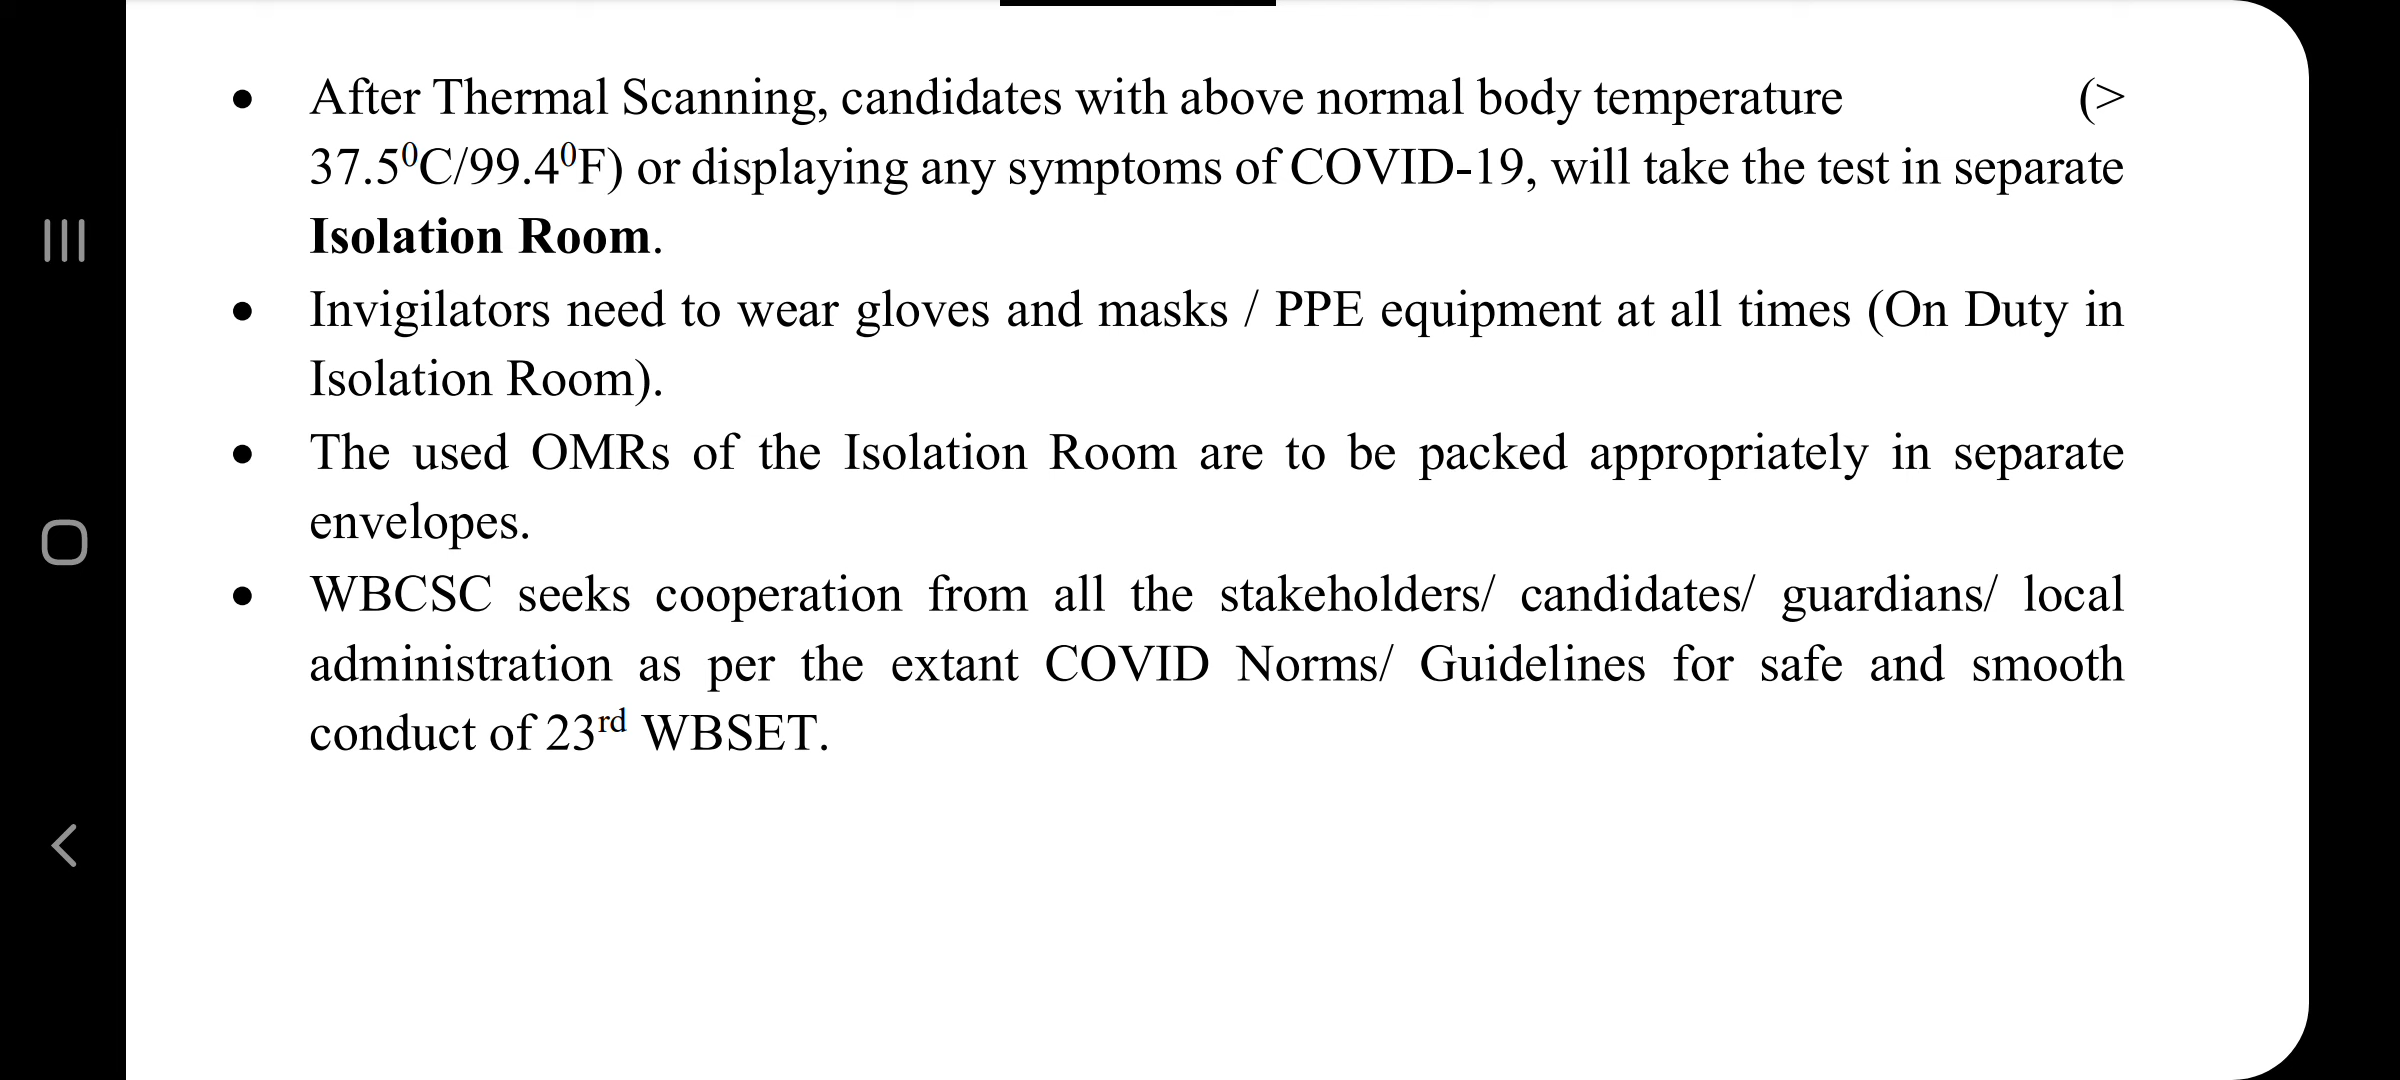 • After Thermal Scanning, candidates with above normal body temperature (>
37.5⁰C/99.4⁰F) or displaying any symptoms of COVID-19, will take the test in separate
Isolation Room.
• Invigilators need to wear gloves and masks / PPE equipment at all times (On Duty in
Isolation Room).
• The used OMRs of the Isolation Room are to be packed appropriately in separate
envelopes.
• WBCSC seeks cooperation from all the stakeholders/ candidates/ guardians/ local
administration as per the extant COVID Norms/ Guidelines for safe and smooth
conduct of 23rd WBSET.